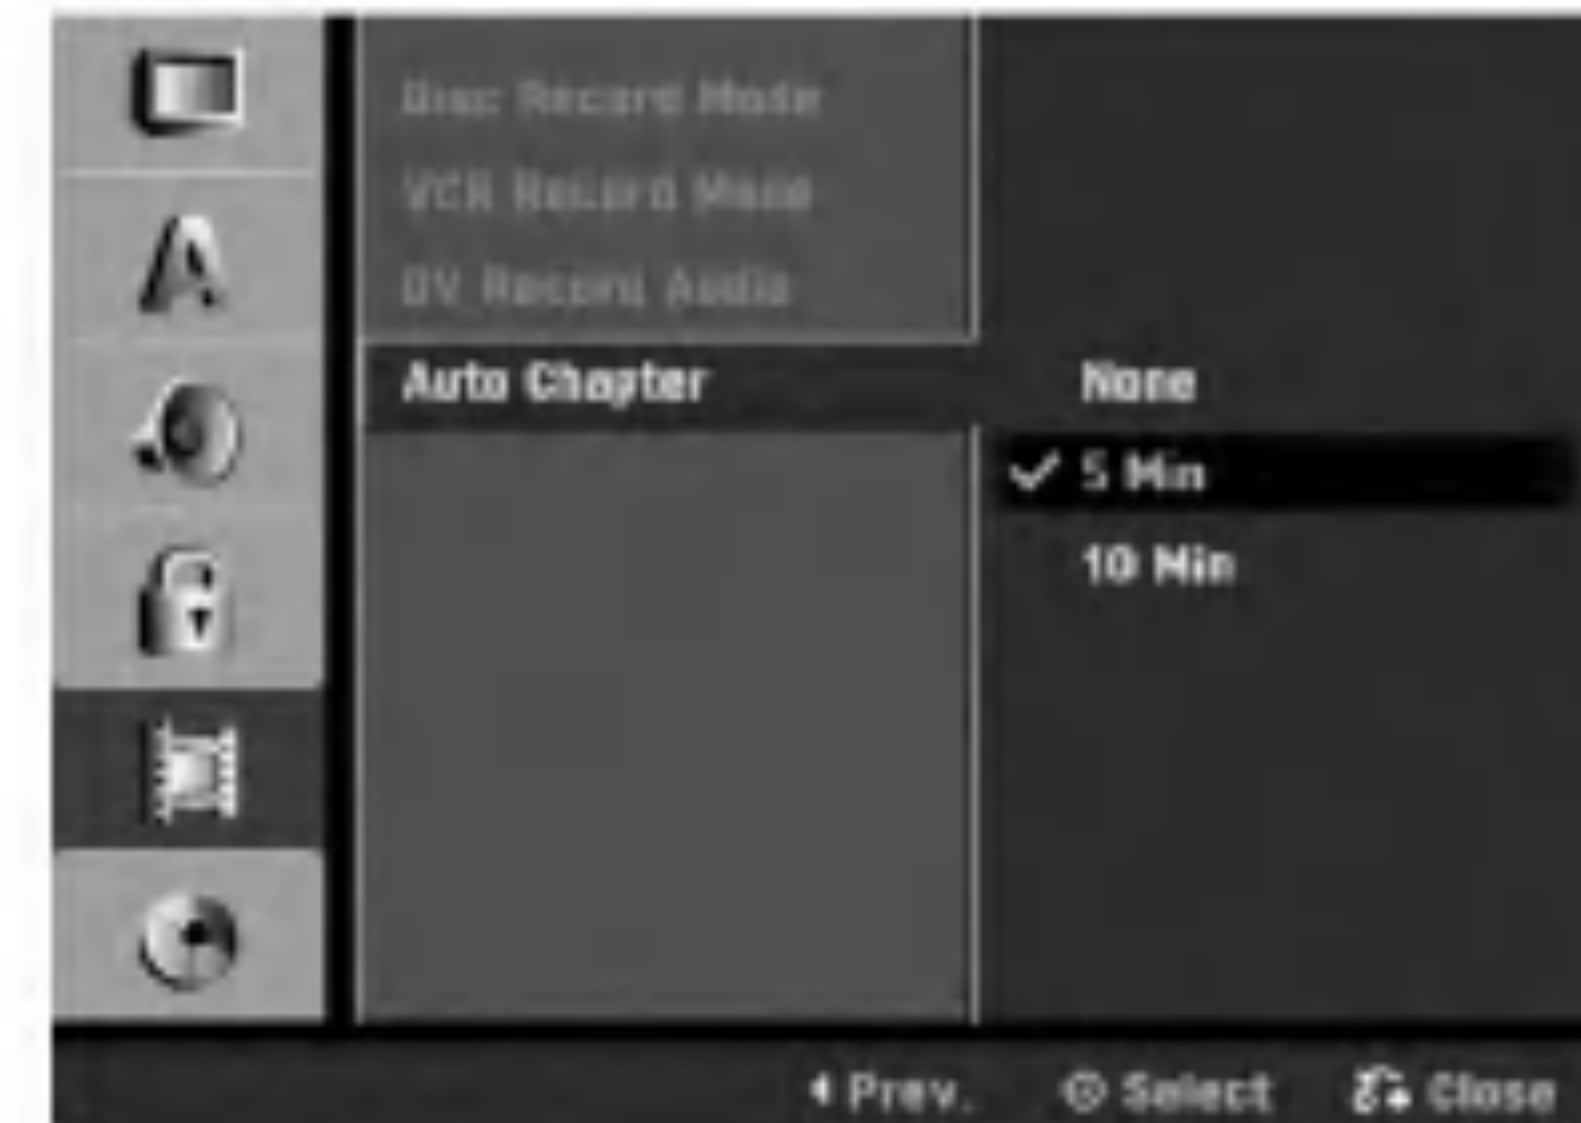 Disc Record Mode
VCR Record Mode
DV Record Audio
Auto Chapter
None
5 Min
10 Min
Prev.
Select
Close